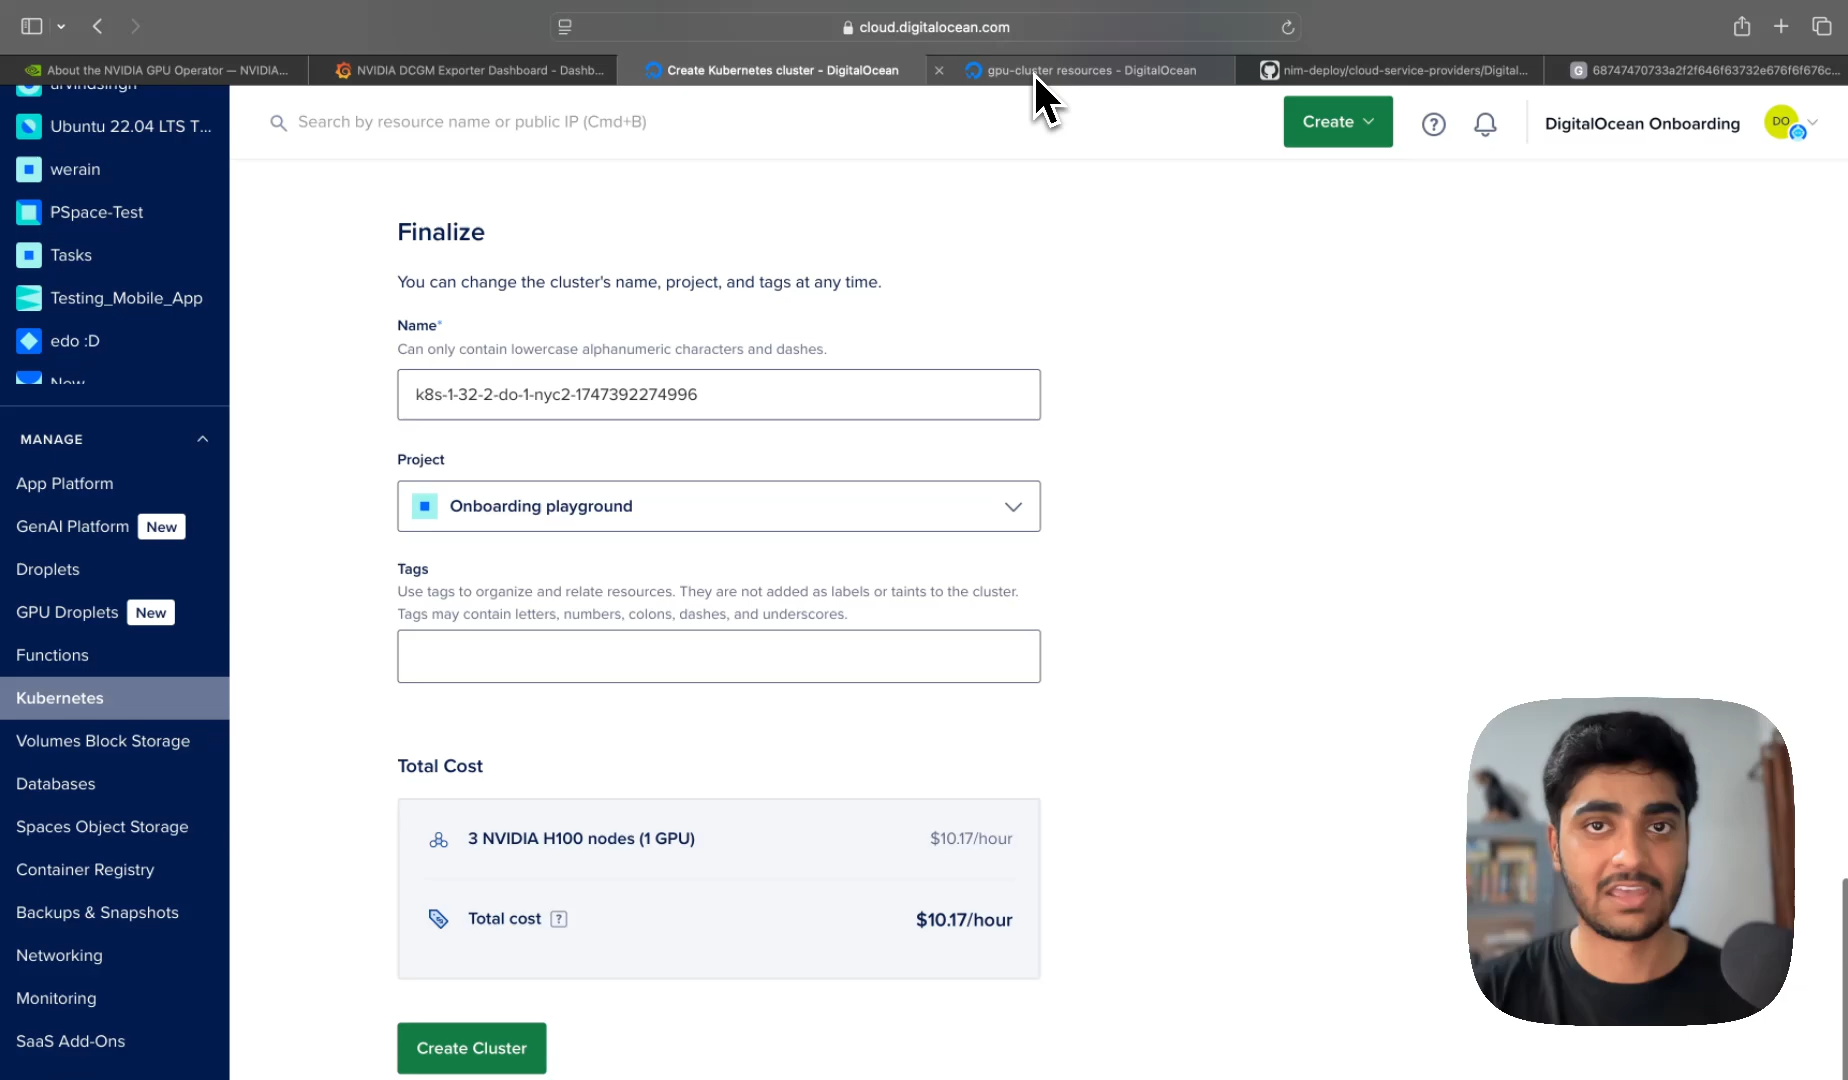 cloud.digitalocean.com
About the NVIDIA GPU Operator — NVIDIA...
NVIDIA DCGM Exporter Dashboard - Dashb...
Create Kubernetes cluster - DigitalOcean
gpu-cluster resources - DigitalOcean
nim-deploy/cloud-service-providers/Digital...
G
68747470733a2f2f646f63732e676f6f676c...
arvindsingh
Ubuntu 22.04 LTS T...
werain
PSpace-Test
Tasks
Testing_Mobile_App
edo :D
New
MANAGE
App Platform
GenAI Platform New
Droplets
GPU Droplets New
Functions
Kubernetes
Volumes Block Storage
Databases
Spaces Object Storage
Container Registry
Backups & Snapshots
Networking
Monitoring
SaaS Add-Ons
Search by resource name or public IP (Cmd+B)
Create
?
DigitalOcean Onboarding
DO
Finalize
You can change the cluster's name, project, and tags at any time.
Name*
Can only contain lowercase alphanumeric characters and dashes.
k8s-1-32-2-do-1-nyc2-1747392274996
Project
Onboarding playground
Tags
Use tags to organize and relate resources. They are not added as labels or taints to the cluster.
Tags may contain letters, numbers, colons, dashes, and underscores.
Total Cost
3 NVIDIA H100 nodes (1 GPU) $10.17/hour
Total cost ? $10.17/hour
Create Cluster